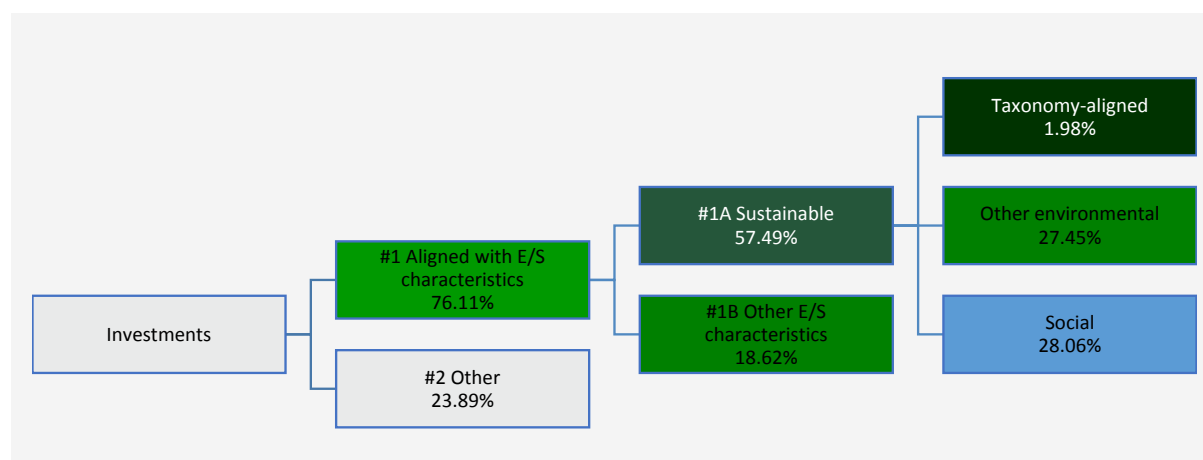 Investments
#1 Aligned with E/S
characteristics
76.11%
#2 Other
23.89%
#1A Sustainable
57.49%
#1B Other E/S
characteristics
18.62%
Taxonomy-aligned
1.98%
Other environmental
27.45%
Social
28.06%